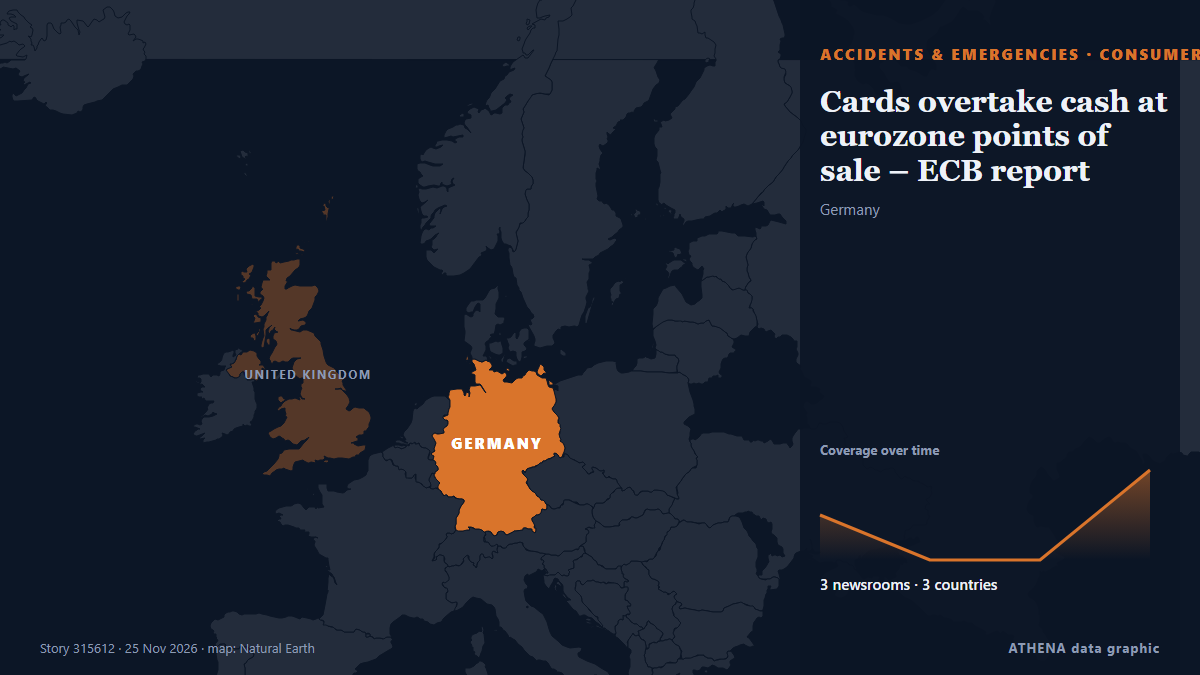 ACCIDENTS & EMERGENCIES · CONSUMER
Cards overtake cash at
eurozone points of
sale – ECB report
Germany
UNITED KINGDOM
GERMANY
Coverage over time
3 newsrooms · 3 countries
Story 315612 · 25 Nov 2026 · map: Natural Earth
ATHENA data graphic